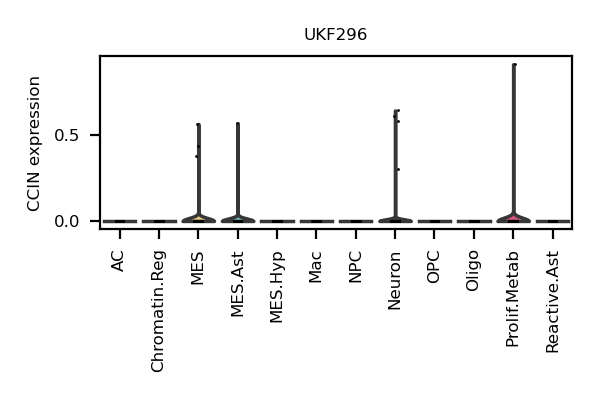 UKF296
CCIN expression
0.5
0.0
AC
Chromatin.Reg
MES
MES.Ast
MES.Hyp
Mac
NPC
Neuron
OPC
Oligo
Prolif.Metab
Reactive.Ast